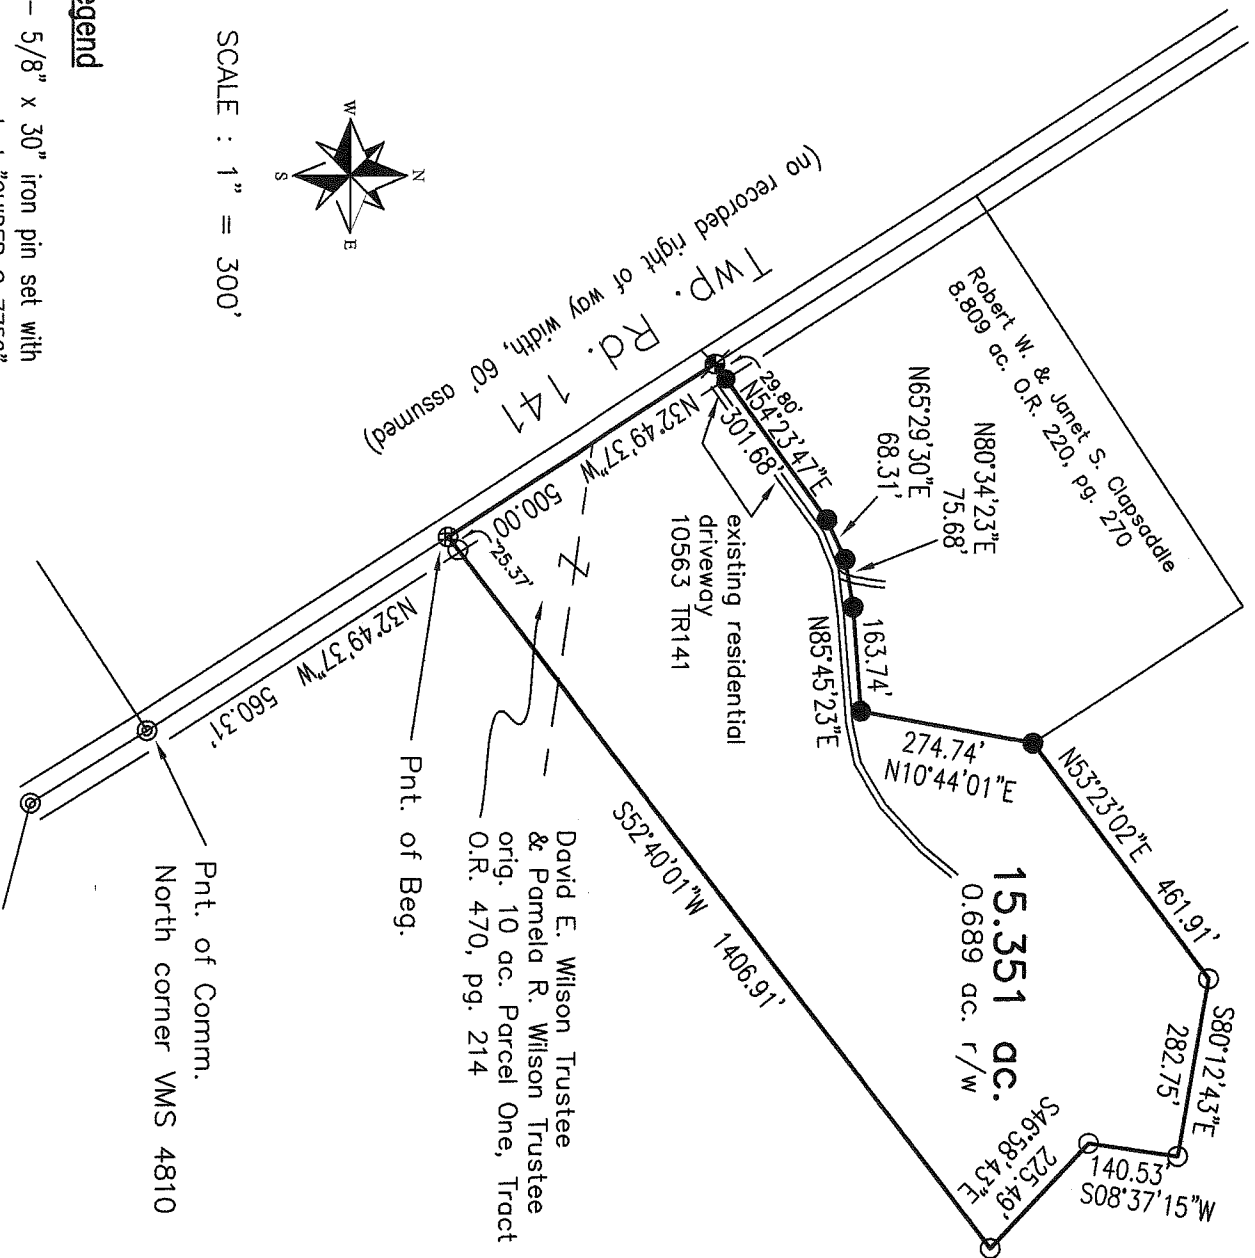 Legend
5/8" x 30" iron pin set with
SCALE : 1" = 300'
N
W
E
S
(no recorded right of way width, 60' assumed)
Twp. Rd. 141
Robert W. & Janet S. Clapsaddle
8.809 ac. O.R. 220, pg. 270
N80°34'23"E
75.68'
N65°29'30"E
68.31'
29.80'
N54°23'47"E
301.68'
N32°49'37"W 500.00'
25.37'
existing residential
driveway
10563 TR141
163.74'
N85°45'23"E
274.74'
N10°44'01"E
N53°23'02"E 461.91'
S80°12'43"E
282.75'
140.53'
S08°37'15"W
225.49'
S46°58'43"E
15.351 ac.
0.689 ac. r/w
S52°40'01"W 1406.91'
Z
N32°49'37"W 560.31'
Pnt. of Beg.
David E. Wilson Trustee
& Pamela R. Wilson Trustee
orig. 10 ac. Parcel One, Tract
O.R. 470, pg. 214
Pnt. of Comm.
North corner VMS 4810